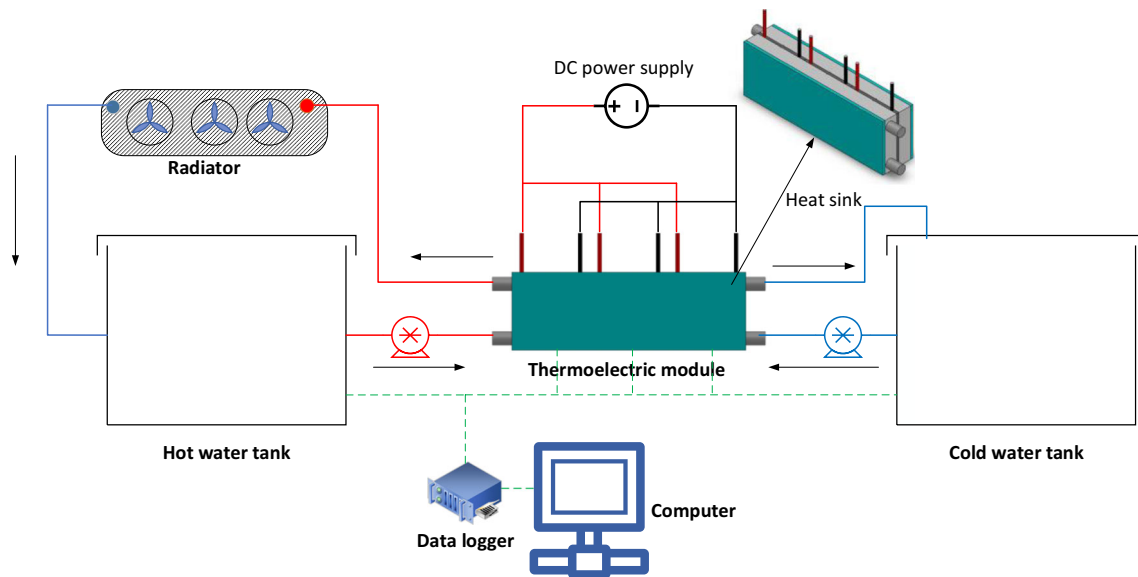 DC power supply
Radiator
Heat sink
Thermoelectric module
Hot water tank
Cold water tank
Computer
Data logger